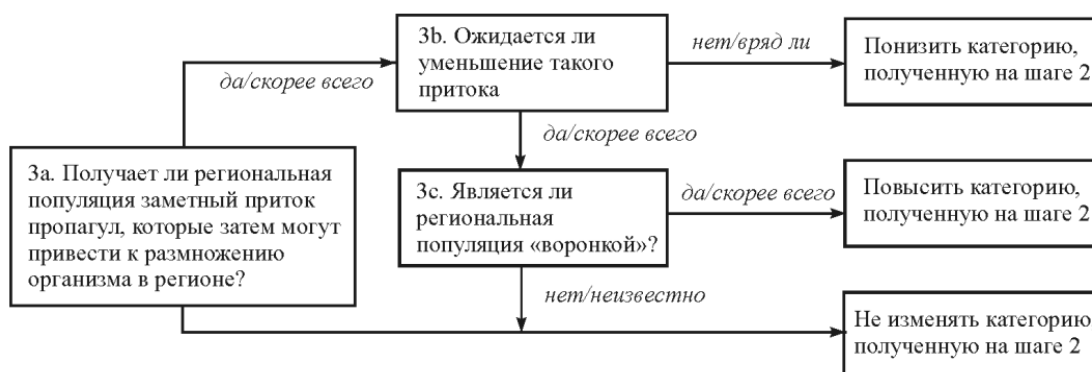 3b. Ожидается ли
уменьшение такого
притока
нет/вряд ли
Понизить категорию,
полученную на шаге 2
да/скорее всего
да/скорее всего
3a. Получает ли региональная
популяция заметный приток
пропагул, которые затем могут
привести к размножению
организма в регионе?
3c. Является ли
региональная
популяция «воронкой»?
да/скорее всего
Повысить категорию,
полученную на шаге 2
нет/неизвестно
Не изменять категорию,
полученную на шаге 2